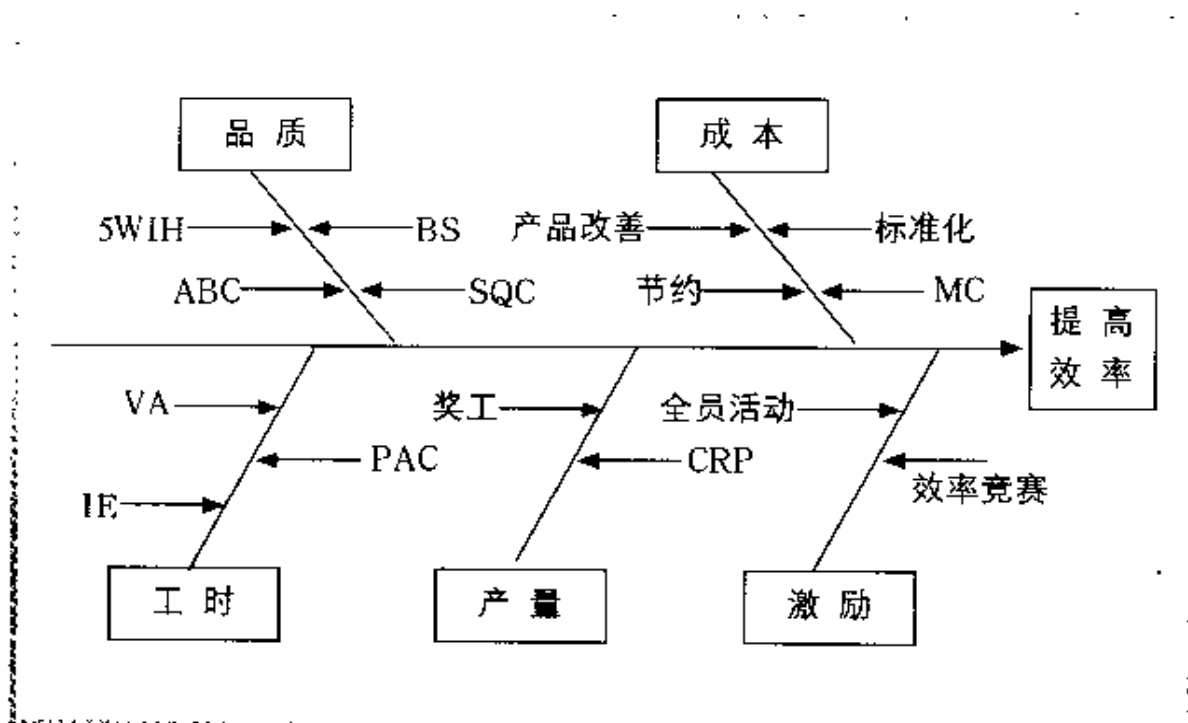 品质
成本
5W1H
BS
产品改善
标准化
ABC
SQC
节约
MC
提高
效率
VA
奖工
全员活动
PAC
CRP
效率竞赛
IE
工时
产量
激励